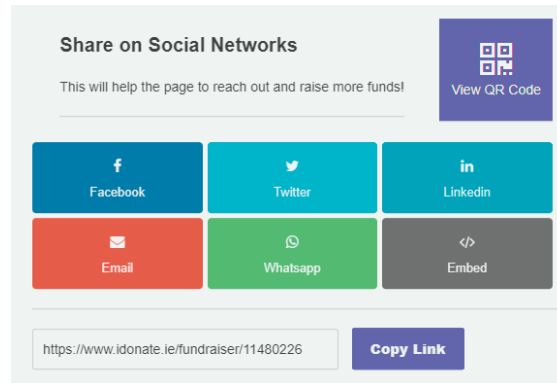 Share on Social Networks
This will help the page to reach out and raise more funds!
View QR Code
Facebook
Twitter
Linkedin
Email
Whatsapp
Embed
https://www.idonate.ie/fundraiser/11480226
Copy Link